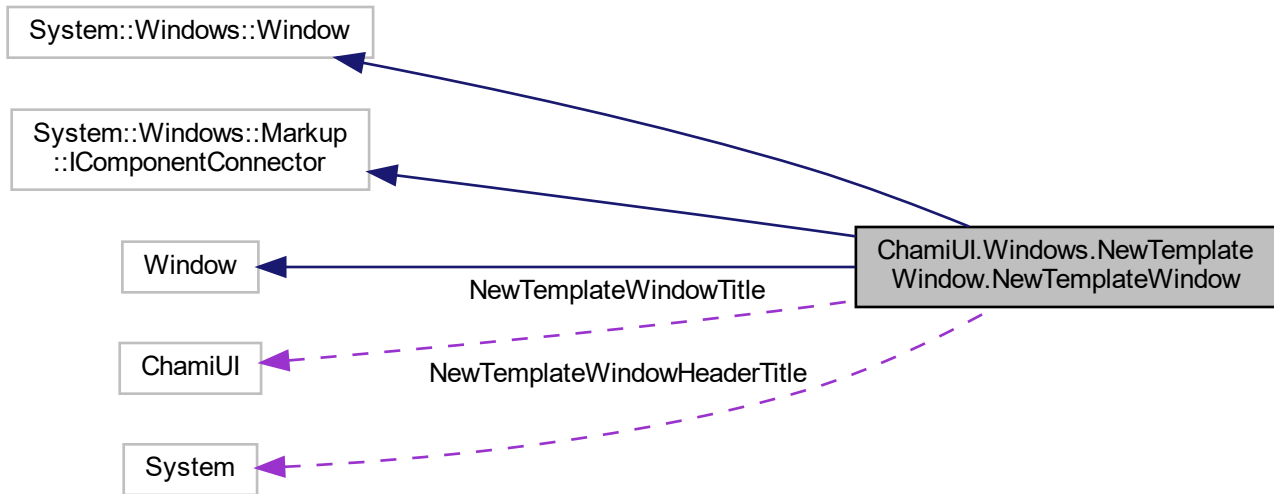 System::Windows::Window
System::Windows::Markup
::IComponentConnector
Window
ChamiUI
System
NewTemplateWindowTitle
NewTemplateWindowHeaderTitle
ChamiUI.Windows.NewTemplate
Window.NewTemplateWindow